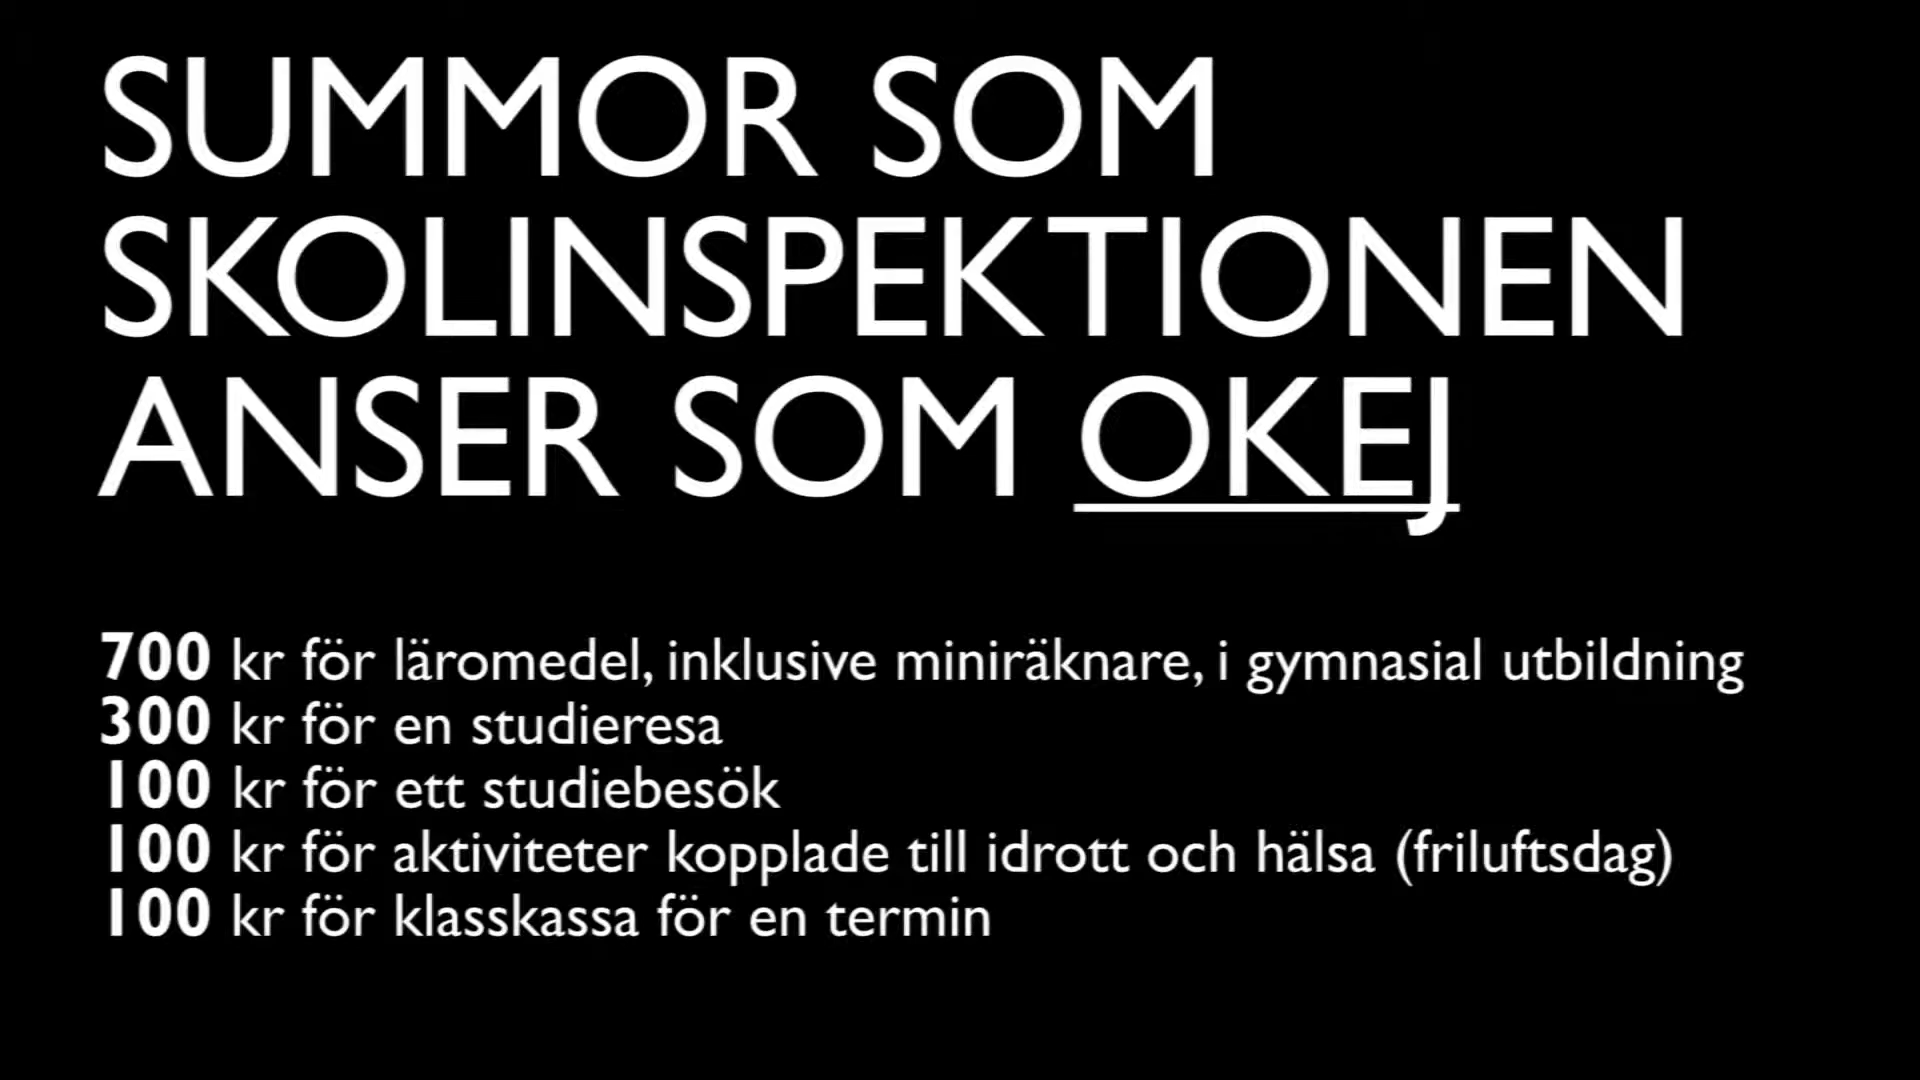 SUMMOR SOM
SKOLINSPEKTIONEN
ANSER SOM OKEJ
700 kr för läromedel, inklusive miniräknare, i gymnasial utbildning
300 kr för en studieresa
100 kr för ett studiebesök
100 kr för aktiviteter kopplade till idrott och hälsa (friluftsdag)
100 kr för klasskassa för en termin